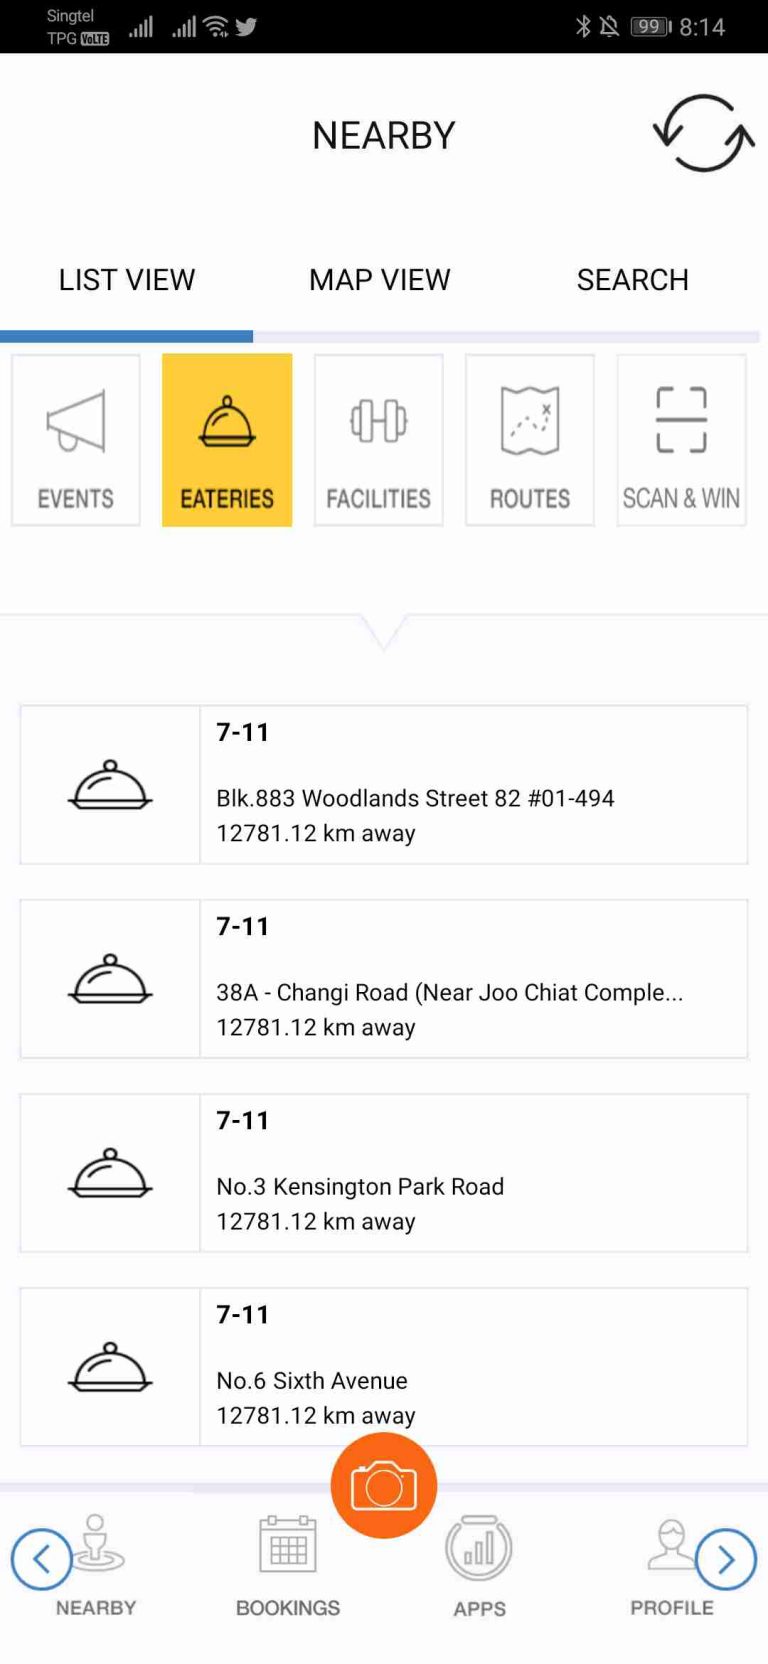 Singtel
TPG VoLTE
99 8:14
NEARBY
LIST VIEW MAP VIEW SEARCH
EVENTS EATERIES FACILITIES ROUTES SCAN & WIN
7-11
Blk.883 Woodlands Street 82 #01-494
12781.12 km away
7-11
38A - Changi Road (Near Joo Chiat Comple...
12781.12 km away
7-11
No.3 Kensington Park Road
12781.12 km away
7-11
No.6 Sixth Avenue
12781.12 km away
NEARBY BOOKINGS APPS PROFILE